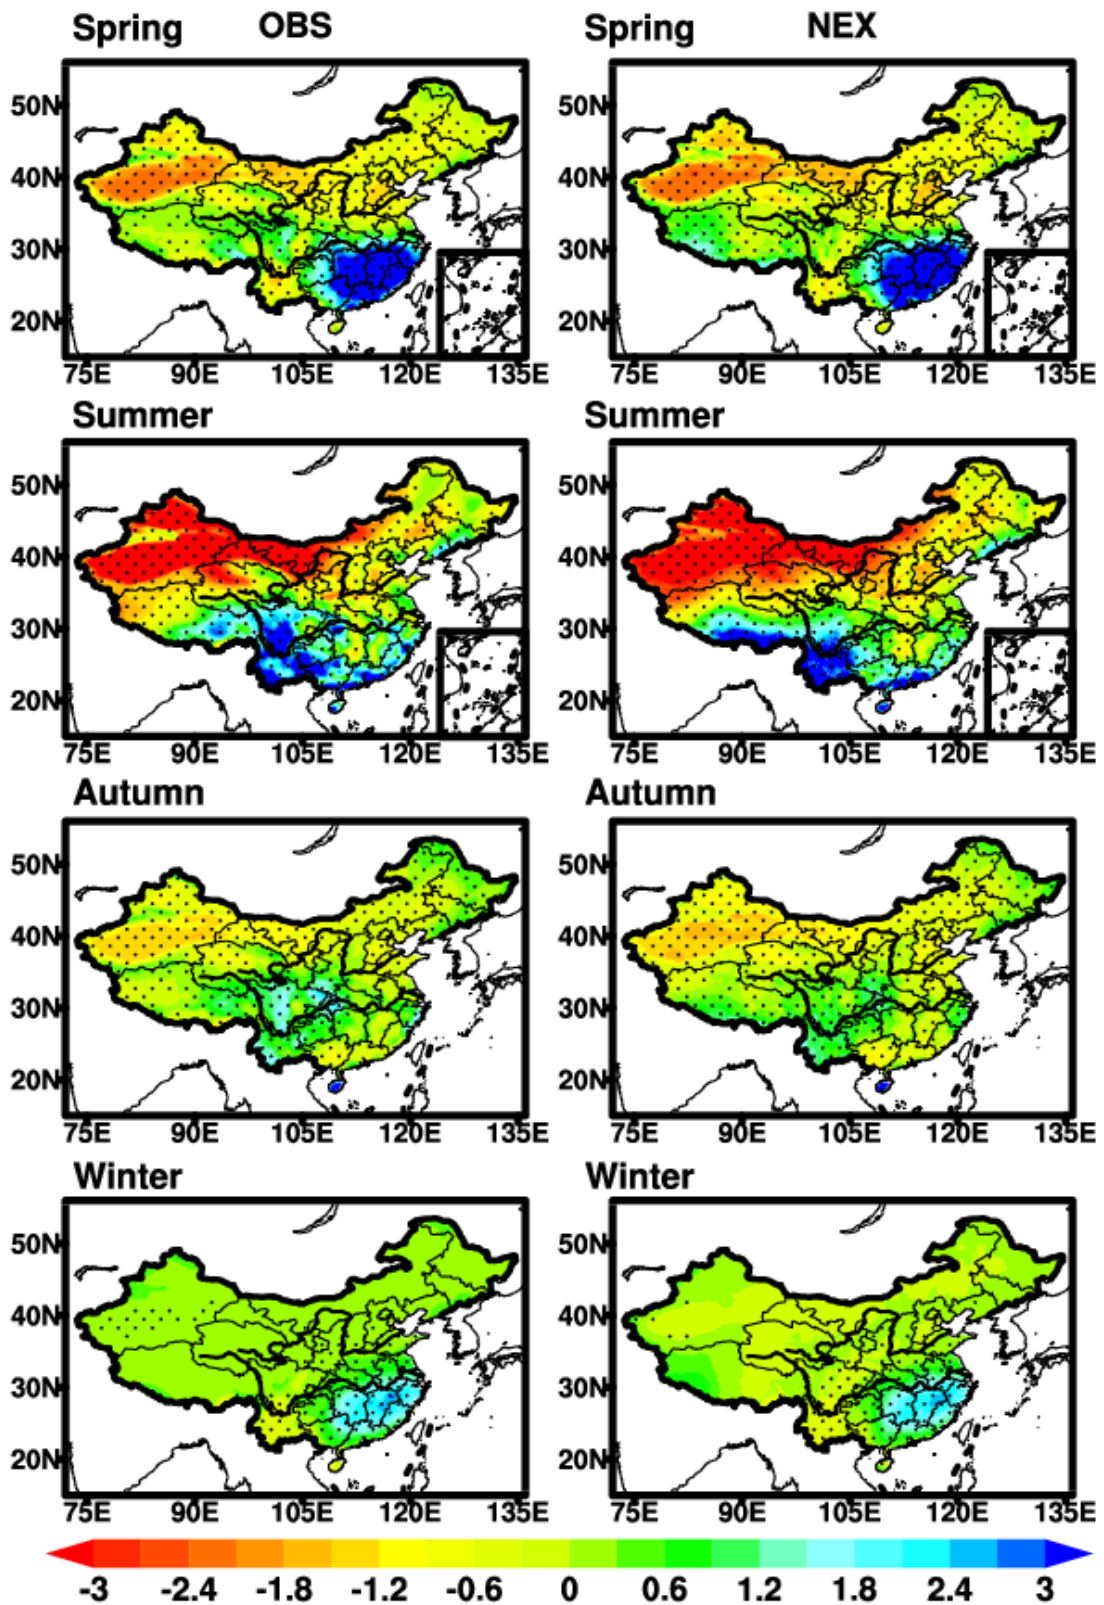 Spring OBS Spring NEX
50N 50N
40N 40N
30N 30N
20N 20N
75E 90E 105E 120E 135E 75E 90E 105E 120E 135E
Summer Summer
50N 50N
40N 40N
30N 30N
20N 20N
75E 90E 105E 120E 135E 75E 90E 105E 120E 135E
Autumn Autumn
50N 50N
40N 40N
30N 30N
20N 20N
75E 90E 105E 120E 135E 75E 90E 105E 120E 135E
Winter Winter
50N 50N
40N 40N
30N 30N
20N 20N
75E 90E 105E 120E 135E 75E 90E 105E 120E 135E
-3 -2.4 -1.8 -1.2 -0.6 0 0.6 1.2 1.8 2.4 3